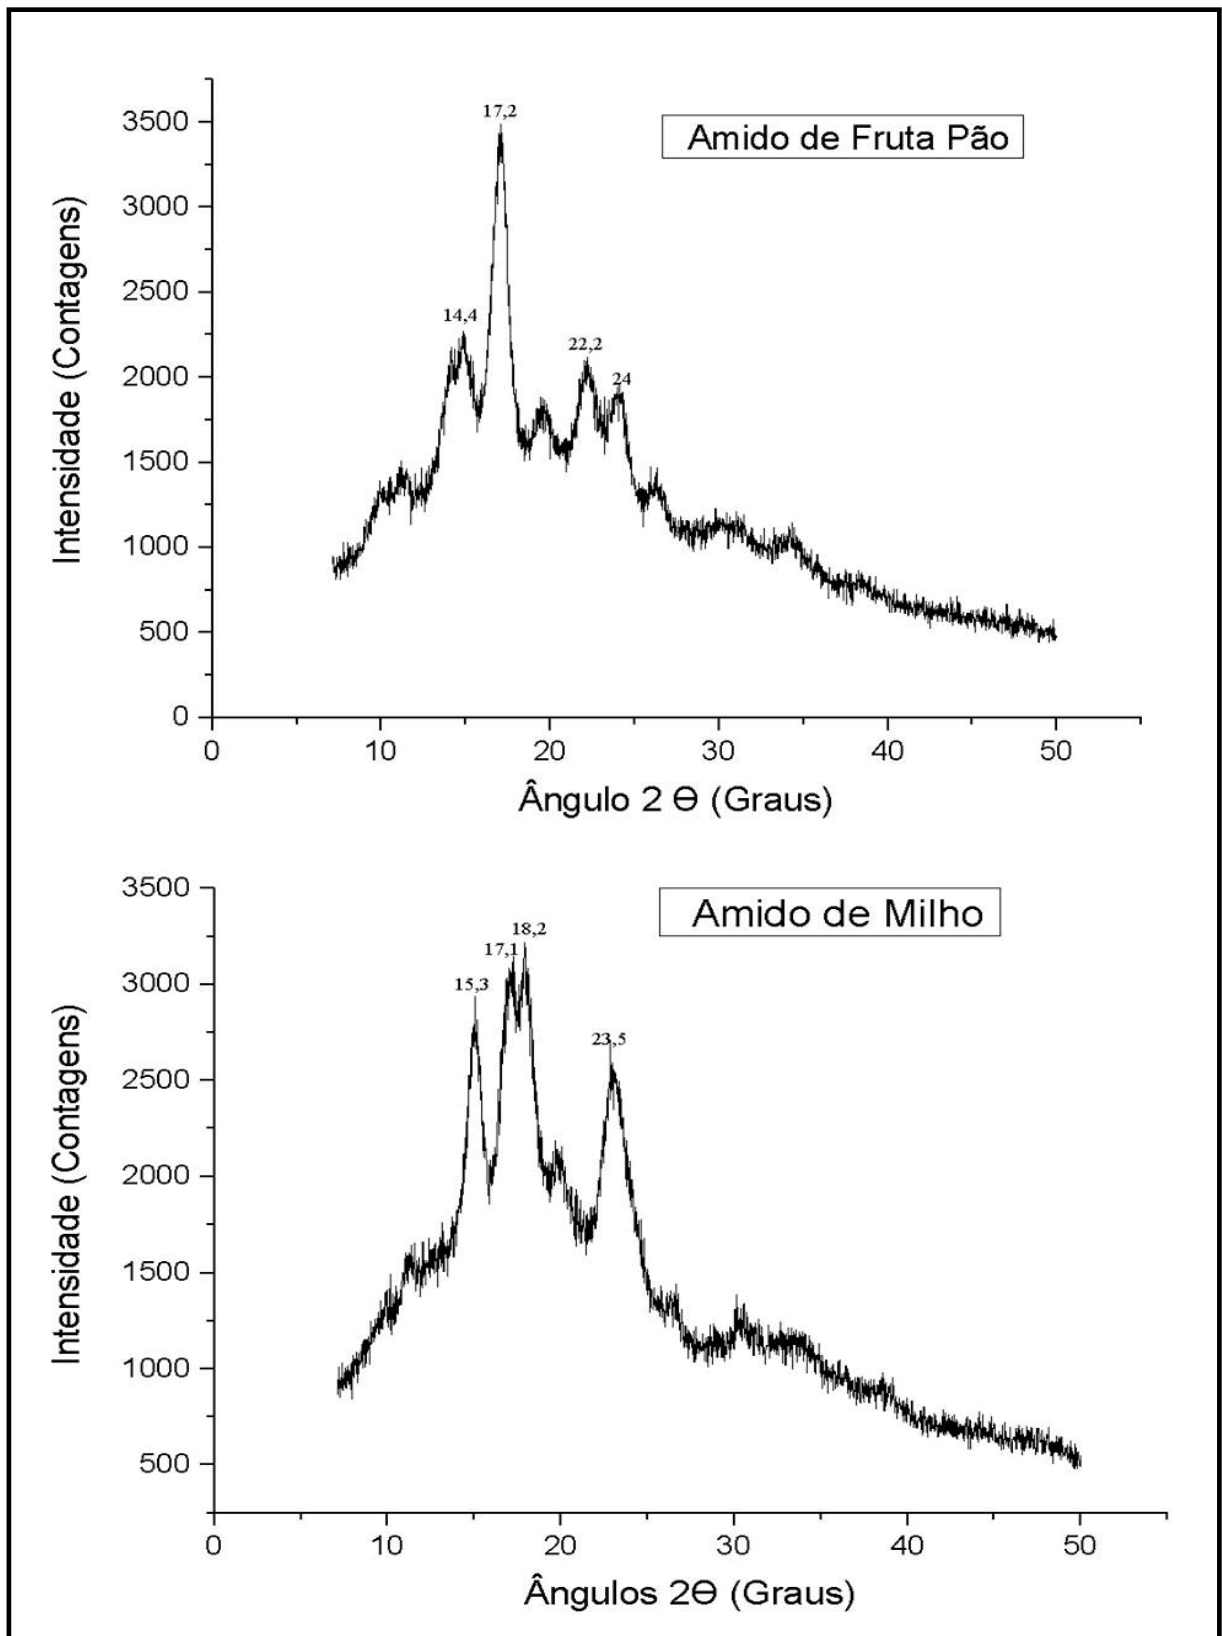 Amido de Fruta Pão
Intensidade (Contagens)
3500
3000
2500
2000
1500
1000
500
0
17,2
14,4
22,2
24
0 10 20 30 40 50
Ângulo 2 Θ (Graus)
Amido de Milho
Intensidade (Contagens)
3500
3000
2500
2000
1500
1000
500
18,2
17,1
15,3
23,5
0 10 20 30 40 50
Ângulos 2Θ (Graus)